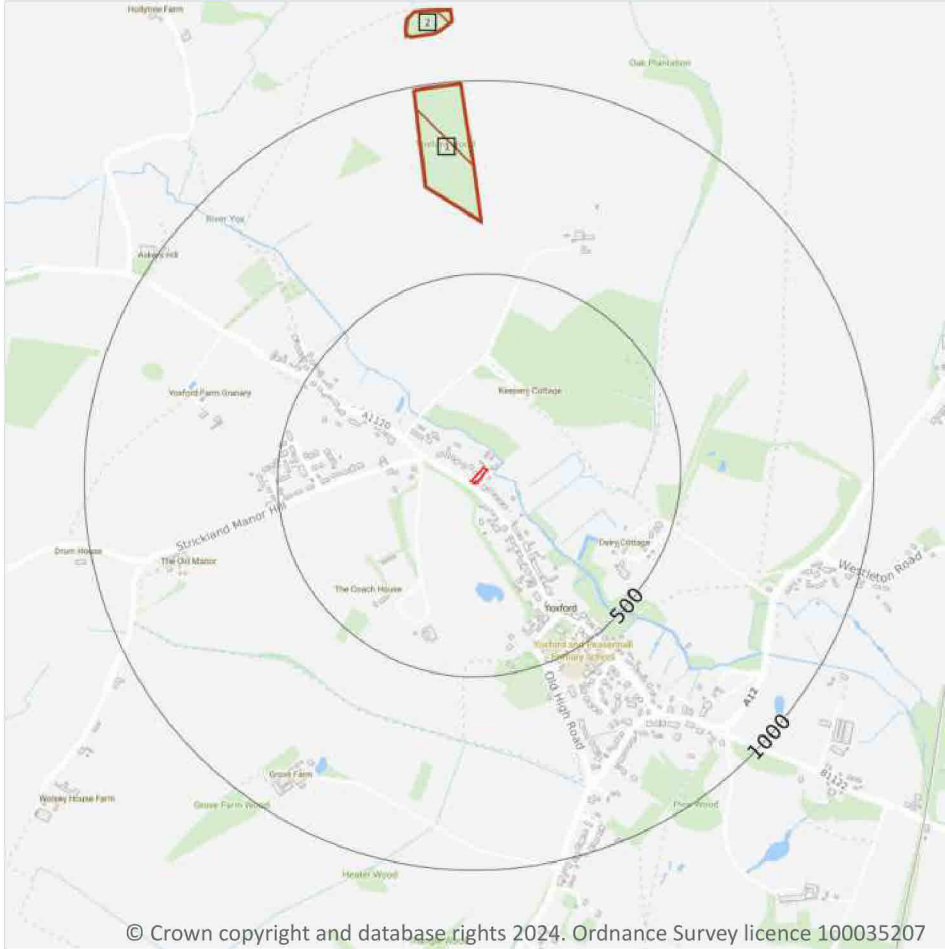 Hollytree Farm
2
Oak Plantation
1
River Yox
Askers Hill
Yoxford Farm Granary
Keepers Cottage
A1120
Strickland Manor Hill
Drum House
The Old Manor
Dairy Cottage
Westleton Road
The Coach House
500
Yoxford
Yoxford and Peasenhall
Primary School
Old High Road
A12
1000
Grove Farm
B1122
Wolsey House Farm
Grove Farm Wood
Pies Wood
Heater Wood
© Crown copyright and database rights 2024. Ordnance Survey licence 100035207